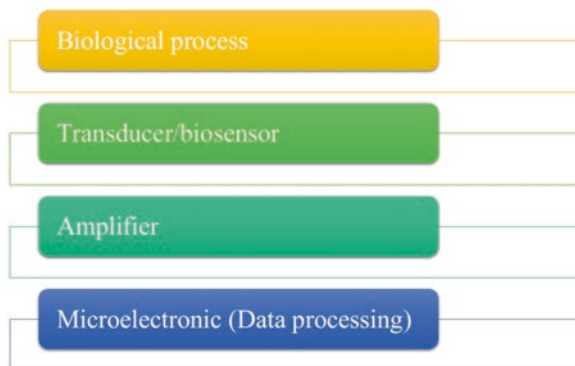 Biological process
Transducer/biosensor
Amplifier
Microelectronic (Data processing)